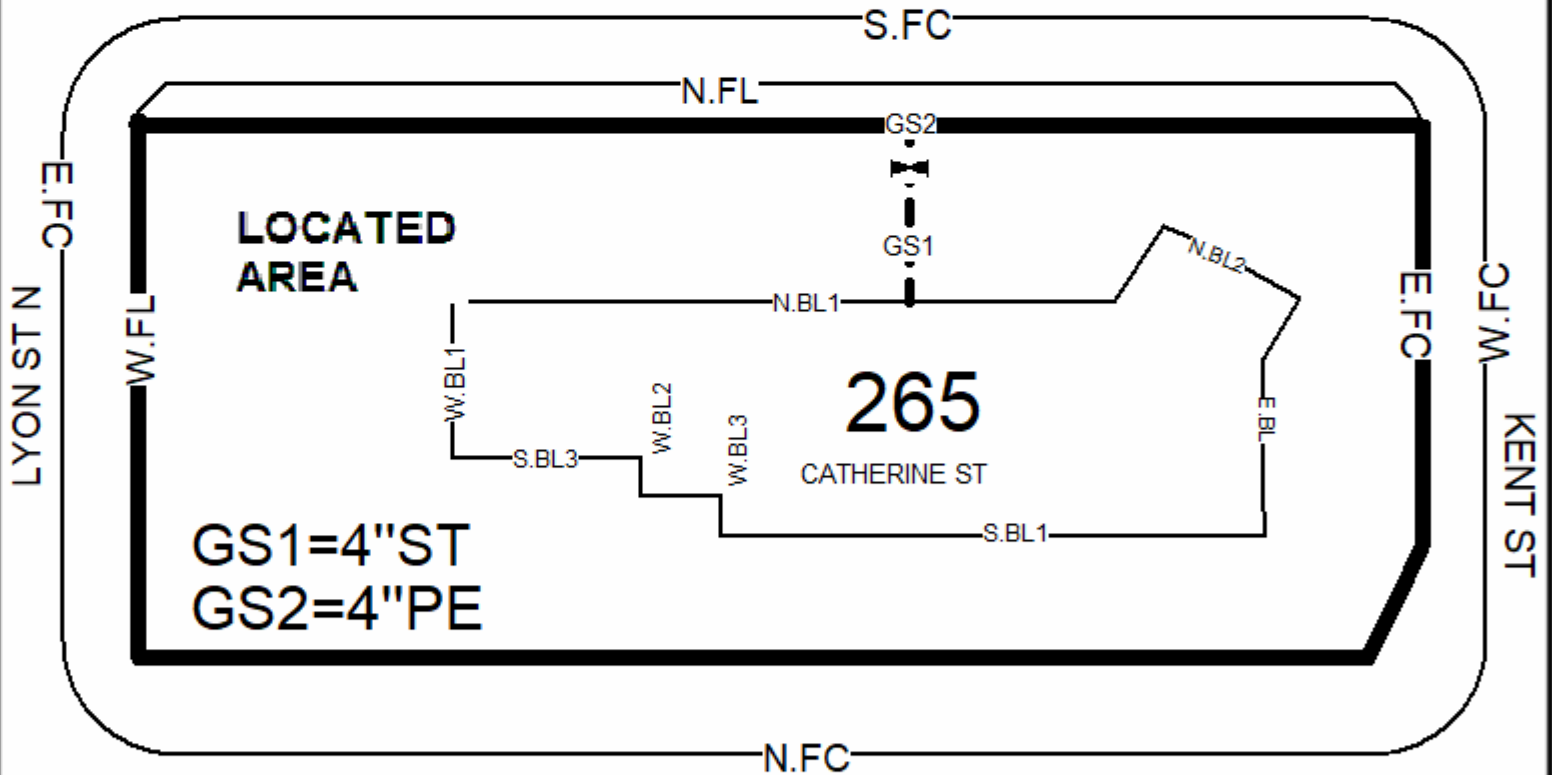 S.FC
N.FL
GS2
E.FC
LOCATED
AREA
GS1
N.BL2
N.BL1
LYON ST N
W.FL
W.BL1
W.BL2
W.BL3
265
CATHERINE ST
E.BL
E.FC
W.FC
KENT ST
S.BL3
S.BL1
GS1=4"ST
GS2=4"PE
N.FC